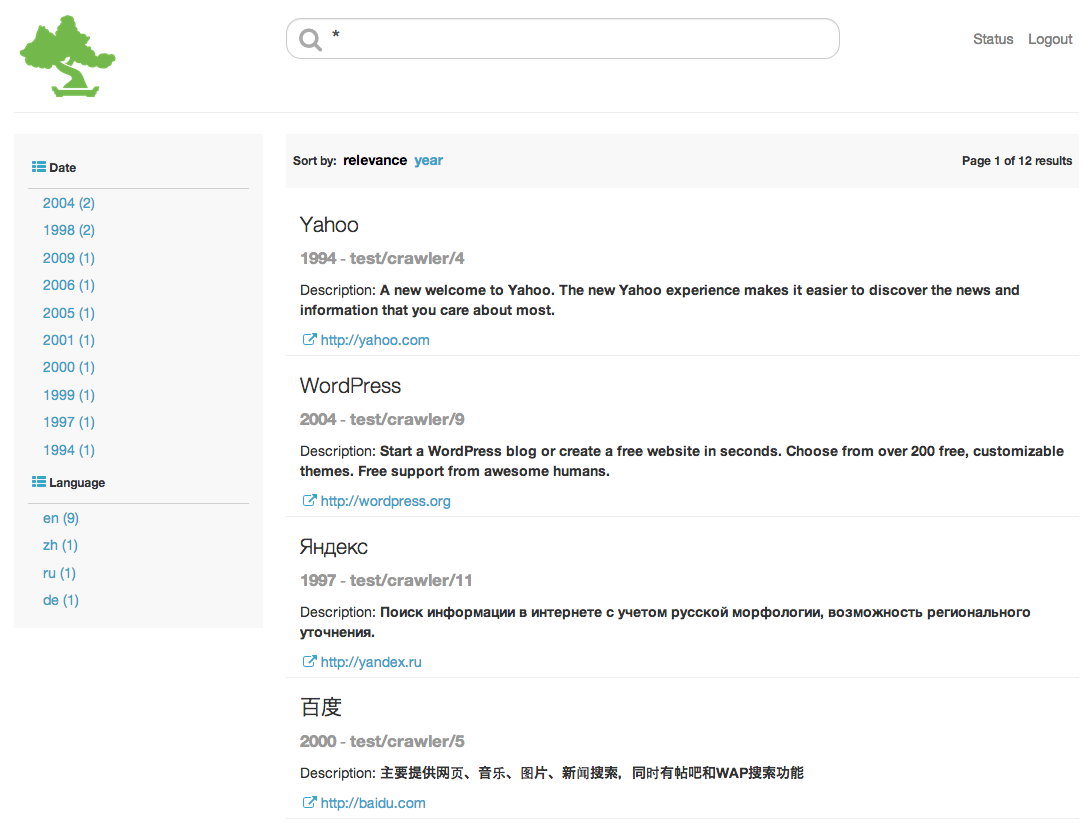 *
Status Logout
Date
2004 (2)
1998 (2)
2009 (1)
2006 (1)
2005 (1)
2001 (1)
2000 (1)
1999 (1)
1997 (1)
1994 (1)
Language
en (9)
zh (1)
ru (1)
de (1)
Sort by: relevance year Page 1 of 12 results
Yahoo
1994 - test/crawler/4
Description: A new welcome to Yahoo. The new Yahoo experience makes it easier to discover the news and
information that you care about most.
http://yahoo.com
WordPress
2004 - test/crawler/9
Description: Start a WordPress blog or create a free website in seconds. Choose from over 200 free, customizable
themes. Free support from awesome humans.
http://wordpress.org
Яндекс
1997 - test/crawler/11
Description: Поиск информации в интернете с учетом русской морфологии, возможность регионального
уточнения.
http://yandex.ru
百度
2000 - test/crawler/5
Description: 主要提供网页、音乐、图片、新闻搜索，同时有帖吧和WAP搜索功能
http://baidu.com